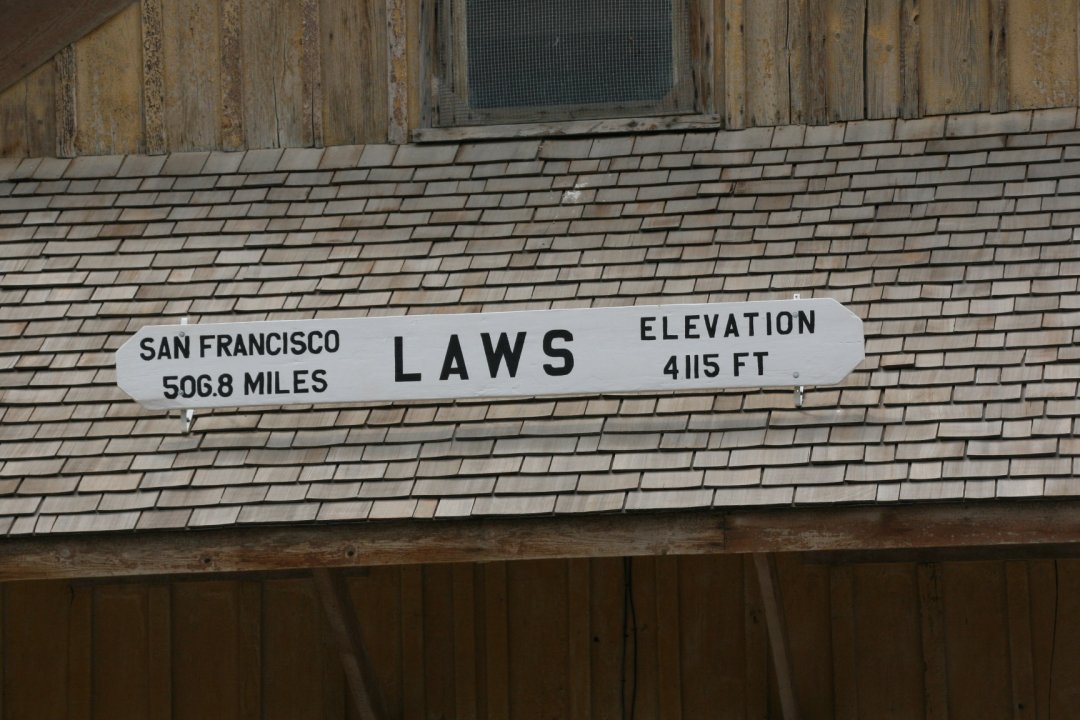 SAN FRANCISCO
506.8 MILES
LAWS
ELEVATION
4115 FT